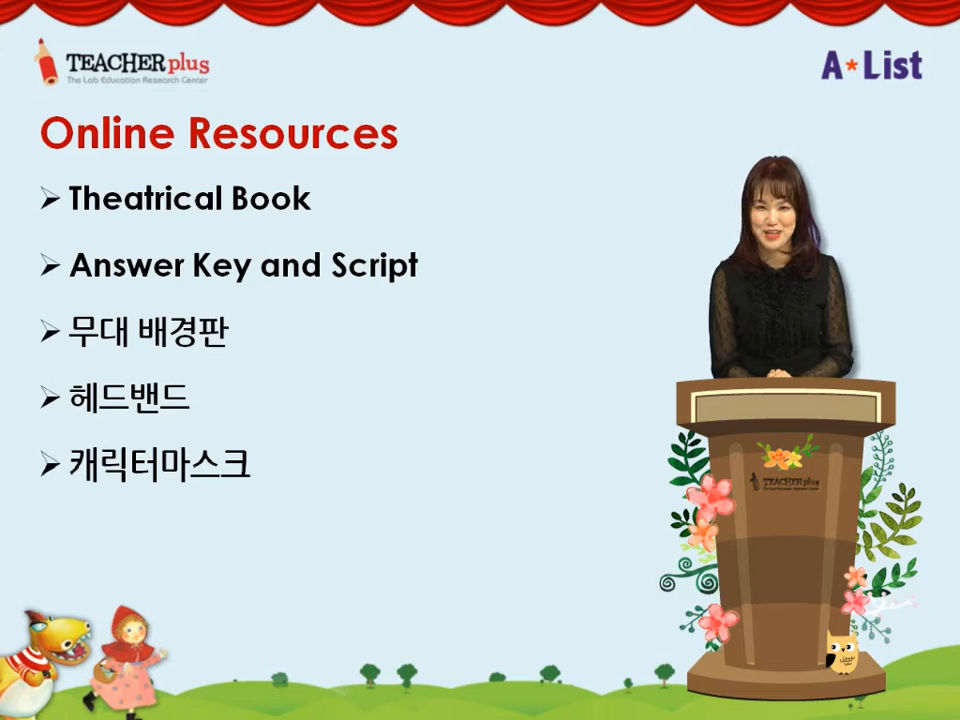 TEACHER plus
The Lab Education Research Center
A*List
Online Resources
Theatrical Book
Answer Key and Script
무대 배경판
헤드밴드
캐릭터마스크
TEACHER plus